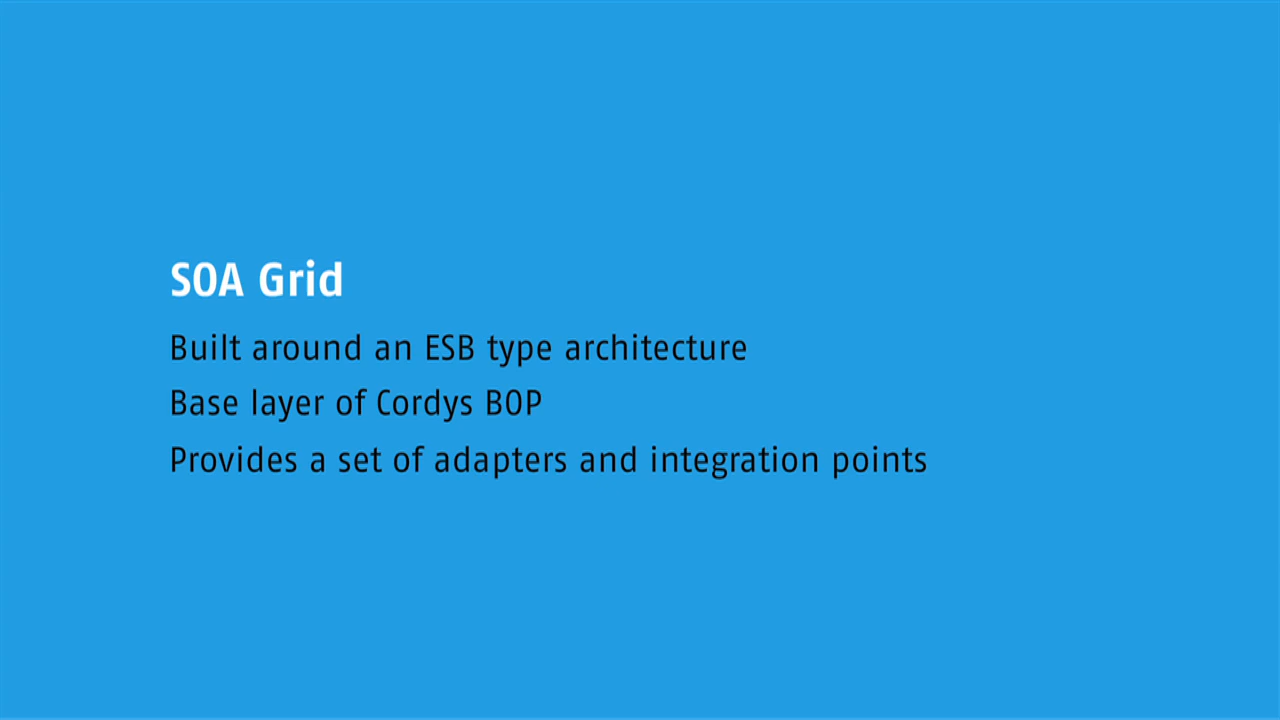 SOA Grid
Built around an ESB type architecture
Base layer of Cordys BOP
Provides a set of adapters and integration points